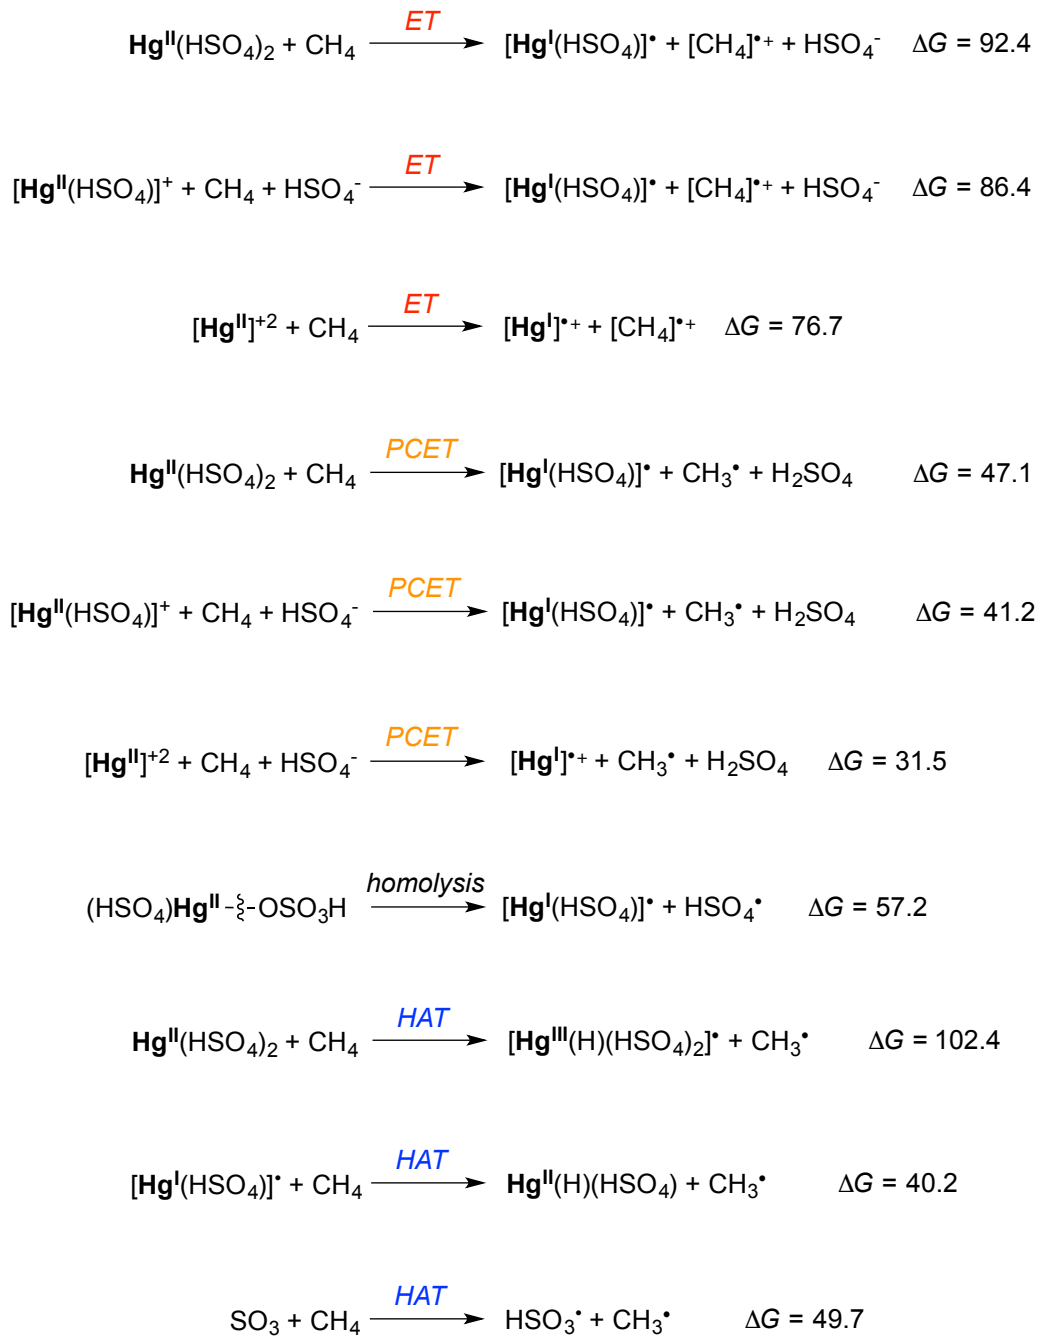 ET
Hg^II(HSO₄)₂ + CH₄ → [Hg^I(HSO₄)]•  + [CH₄]•⁺ + HSO₄⁻ ΔG = 92.4
ET
[Hg^II(HSO₄)]⁺ + CH₄ + HSO₄⁻ → [Hg^I(HSO₄)]• + [CH₄]•⁺ + HSO₄⁻ ΔG = 86.4
ET
[Hg^II]⁺² + CH₄ → [Hg^I]•⁺ + [CH₄]•⁺ ΔG = 76.7
PCET
Hg^II(HSO₄)₂ + CH₄ → [Hg^I(HSO₄)]• + CH₃• + H₂SO₄ ΔG = 47.1
PCET
[Hg^II(HSO₄)]⁺ + CH₄ + HSO₄⁻ → [Hg^I(HSO₄)]• + CH₃• + H₂SO₄ ΔG = 41.2
PCET
[Hg^II]⁺² + CH₄ + HSO₄⁻ → [Hg^I]•⁺ + CH₃• + H₂SO₄ ΔG = 31.5
homolysis
(HSO₄)Hg^II-OSO₃H → [Hg^I(HSO₄)]• + HSO₄• ΔG = 57.2
HAT
Hg^II(HSO₄)₂ + CH₄ → [Hg^III(H)(HSO₄)₂]• + CH₃• ΔG = 102.4
HAT
[Hg^I(HSO₄)]• + CH₄ → Hg^II(H)(HSO₄) + CH₃• ΔG = 40.2
HAT
SO₃ + CH₄ → HSO₃• + CH₃• ΔG = 49.7